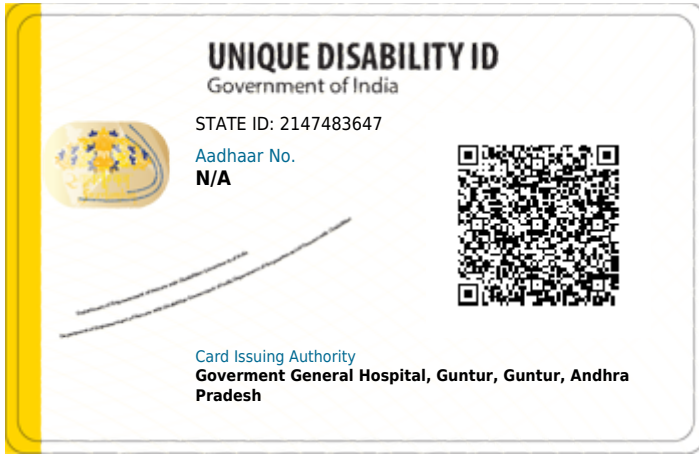 UNIQUE DISABILITY ID
Government of India
STATE ID: 2147483647
Aadhaar No.
N/A
Card Issuing Authority
Goverment General Hospital, Guntur, Guntur, Andhra
Pradesh